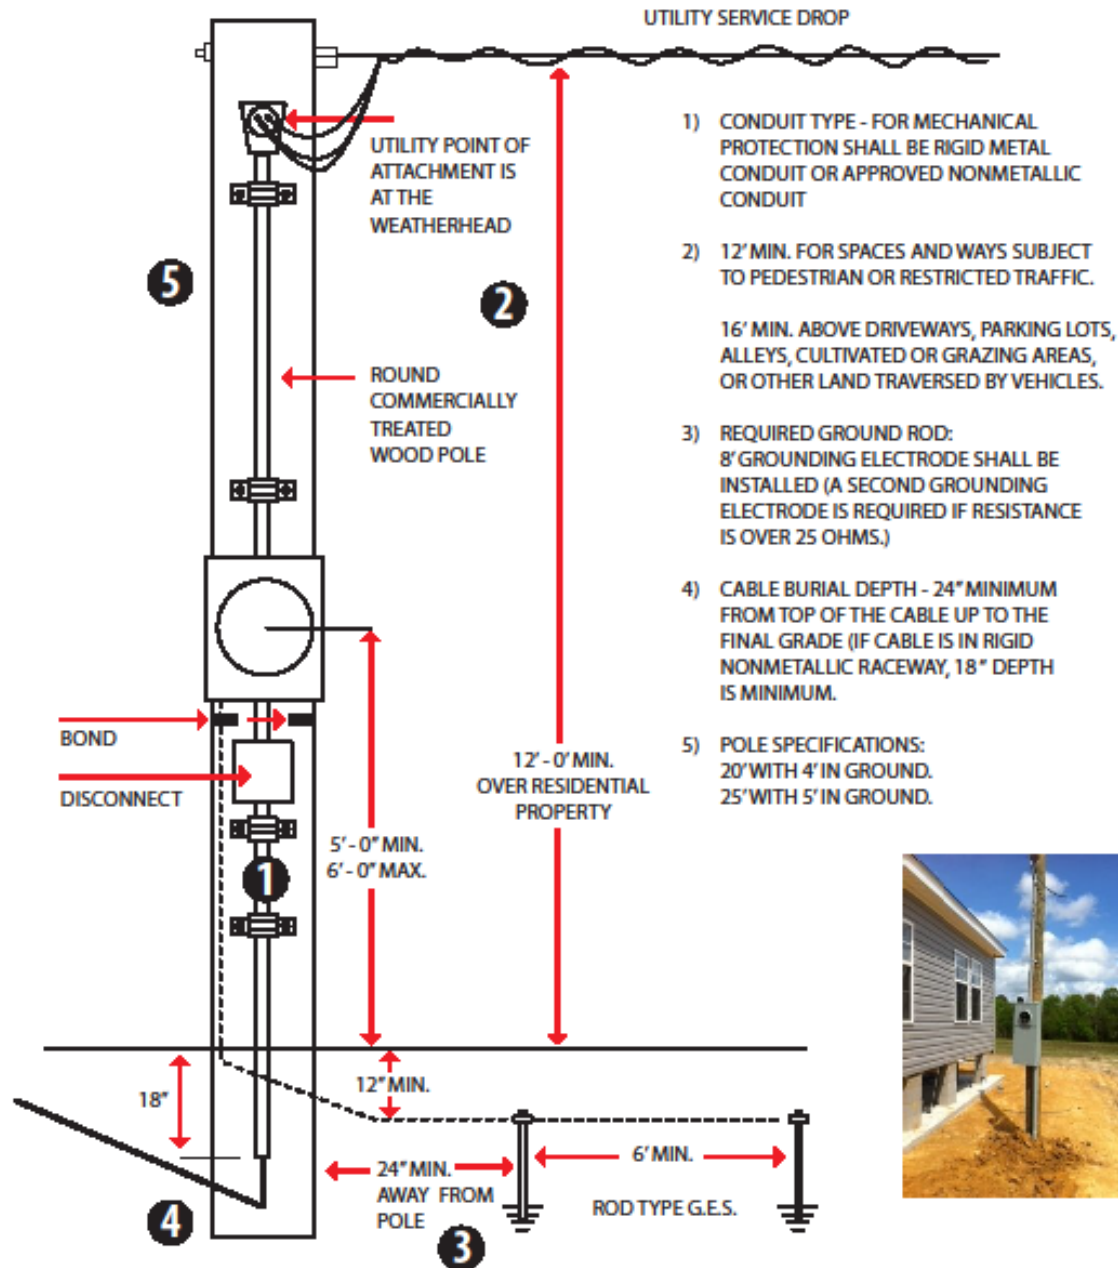 UTILITY SERVICE DROP
UTILITY POINT OF
ATTACHMENT IS
AT THE
WEATHERHEAD
5
2
ROUND
COMMERCIALLY
TREATED
WOOD POLE
1) CONDUIT TYPE - FOR MECHANICAL
PROTECTION SHALL BE RIGID METAL
CONDUIT OR APPROVED NONMETALLIC
CONDUIT
2) 12' MIN. FOR SPACES AND WAYS SUBJECT
TO PEDESTRIAN OR RESTRICTED TRAFFIC.
16' MIN. ABOVE DRIVEWAYS, PARKING LOTS,
ALLEYS, CULTIVATED OR GRAZING AREAS,
OR OTHER LAND TRAVERSED BY VEHICLES.
3) REQUIRED GROUND ROD:
8' GROUNDING ELECTRODE SHALL BE
INSTALLED (A SECOND GROUNDING
ELECTRODE IS REQUIRED IF RESISTANCE
IS OVER 25 OHMS.)
4) CABLE BURIAL DEPTH - 24" MINIMUM
FROM TOP OF THE CABLE UP TO THE
FINAL GRADE (IF CABLE IS IN RIGID
NONMETALLIC RACEWAY, 18" DEPTH
IS MINIMUM.
5) POLE SPECIFICATIONS:
20' WITH 4' IN GROUND.
25' WITH 5' IN GROUND.
BOND
DISCONNECT
12' - 0' MIN.
OVER RESIDENTIAL
PROPERTY
5' - 0" MIN.
6' - 0" MAX.
1
18"
12" MIN.
24" MIN.
AWAY FROM
POLE
6' MIN.
ROD TYPE G.E.S.
4
3